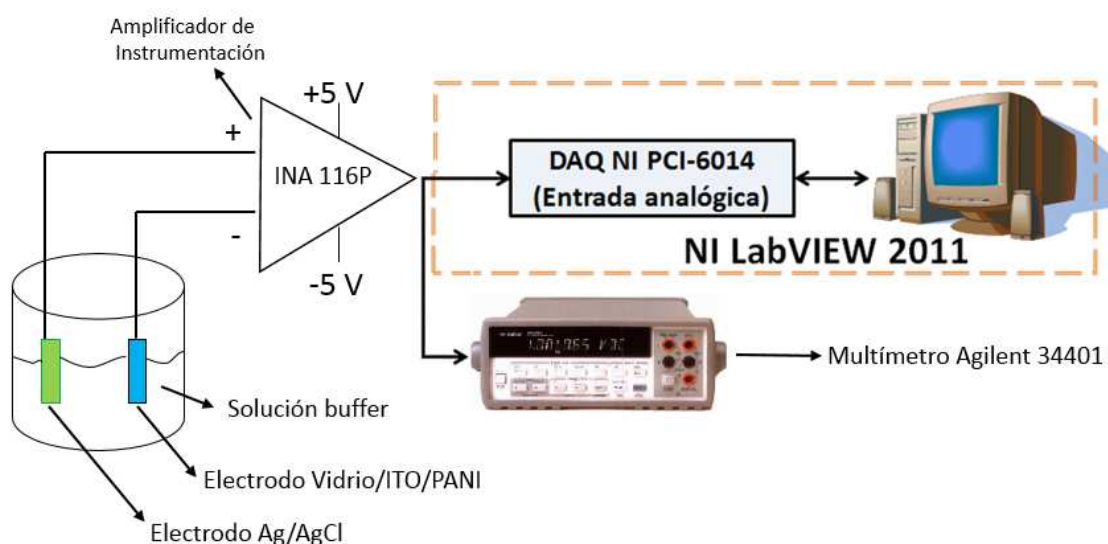 Amplificador de
Instrumentación
+5 V
+
INA 116P
-
-5 V
DAQ NI PCI-6014
(Entrada analógica)
NI LabVIEW 2011
Multímetro Agilent 34401
Solución buffer
Electrodo Vidrio/ITO/PANI
Electrodo Ag/AgCl